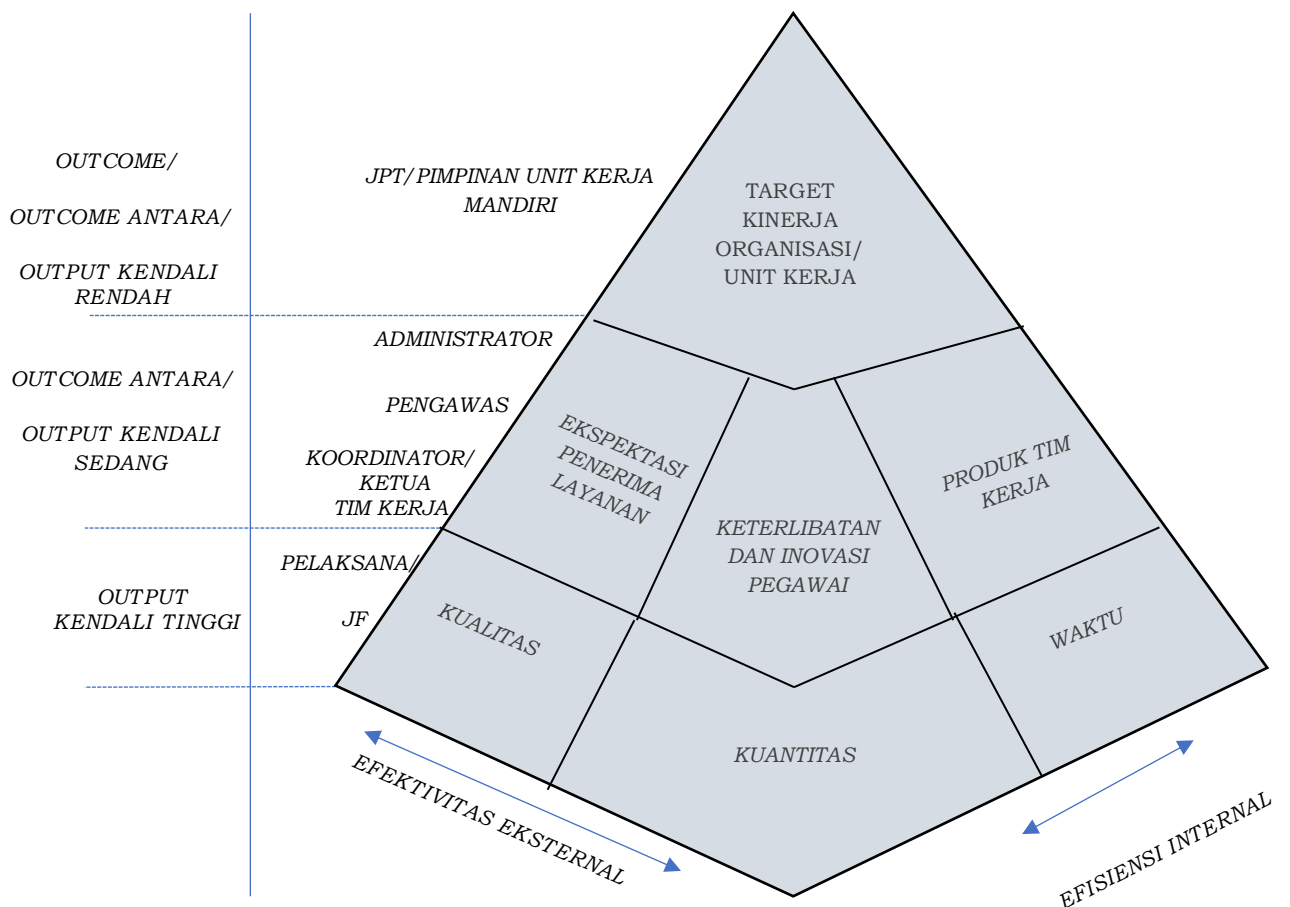 OUTCOME/
OUTCOME ANTARA/
OUTPUT KENDALI
RENDAH
JPT/PIMPINAN UNIT KERJA
MANDIRI
TARGET
KINERJA
ORGANISASI/
UNIT KERJA
OUTCOME ANTARA/
OUTPUT KENDALI
SEDANG
ADMINISTRATOR
PENGAWAS
KOORDINATOR/
KETUA
TIM KERJA
EKSPEKTASI
PENERIMA
LAYANAN
KETERLIBATAN
DAN INOVASI
PEGAWAI
PRODUK TIM
KERJA
OUTPUT
KENDALI TINGGI
PELAKSANA/
JF
KUALITAS
KUANTITAS
WAKTU
EFEKTIVITAS EKSTERNAL
EFISIENSI INTERNAL